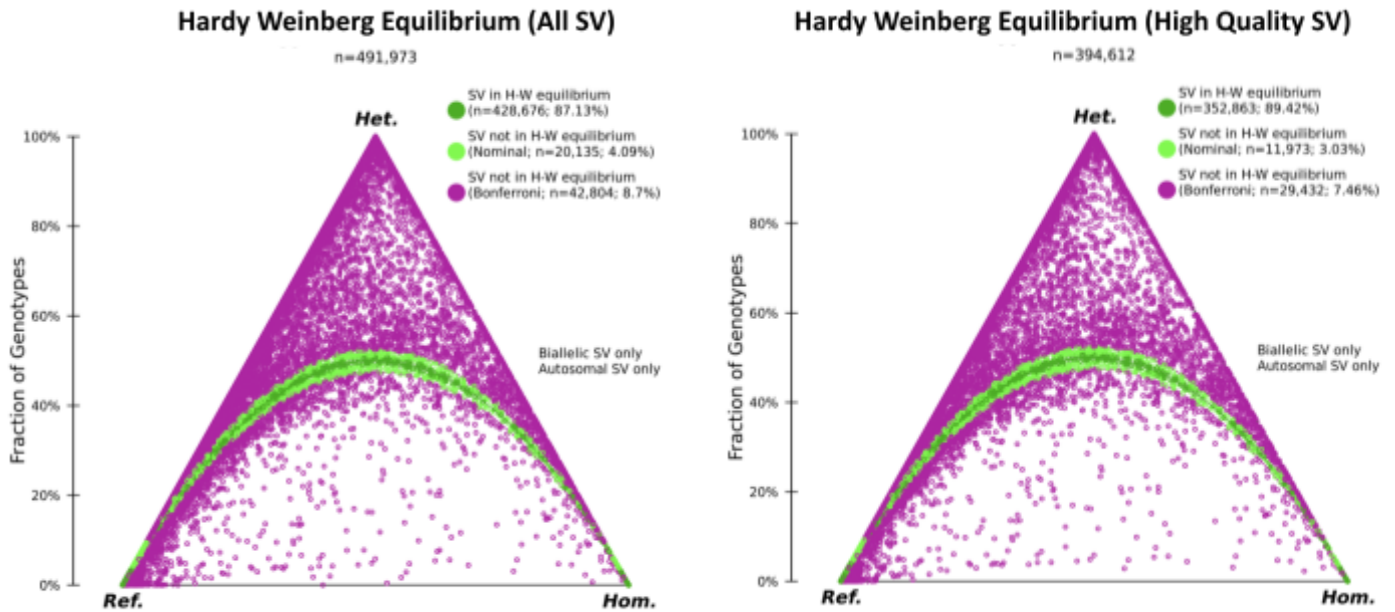 Hardy Weinberg Equilibrium (All SV)
n=491,973
SV in H-W equilibrium
(n=428,676; 87.13%)
SV not in H-W equilibrium
(Nominal; n=20,135; 4.09%)
SV not in H-W equilibrium
(Bonferroni; n=42,804; 8.7%)
Het.
100%
80%
60%
40%
20%
0%
Fraction of Genotypes
Biallelic SV only
Autosomal SV only
Ref.
Hom.
Hardy Weinberg Equilibrium (High Quality SV)
n=394,612
SV in H-W equilibrium
(n=352,863; 89.42%)
SV not in H-W equilibrium
(Nominal; n=11,973; 3.03%)
SV not in H-W equilibrium
(Bonferroni; n=29,432; 7.46%)
Het.
100%
80%
60%
40%
20%
0%
Fraction of Genotypes
Biallelic SV only
Autosomal SV only
Ref.
Hom.